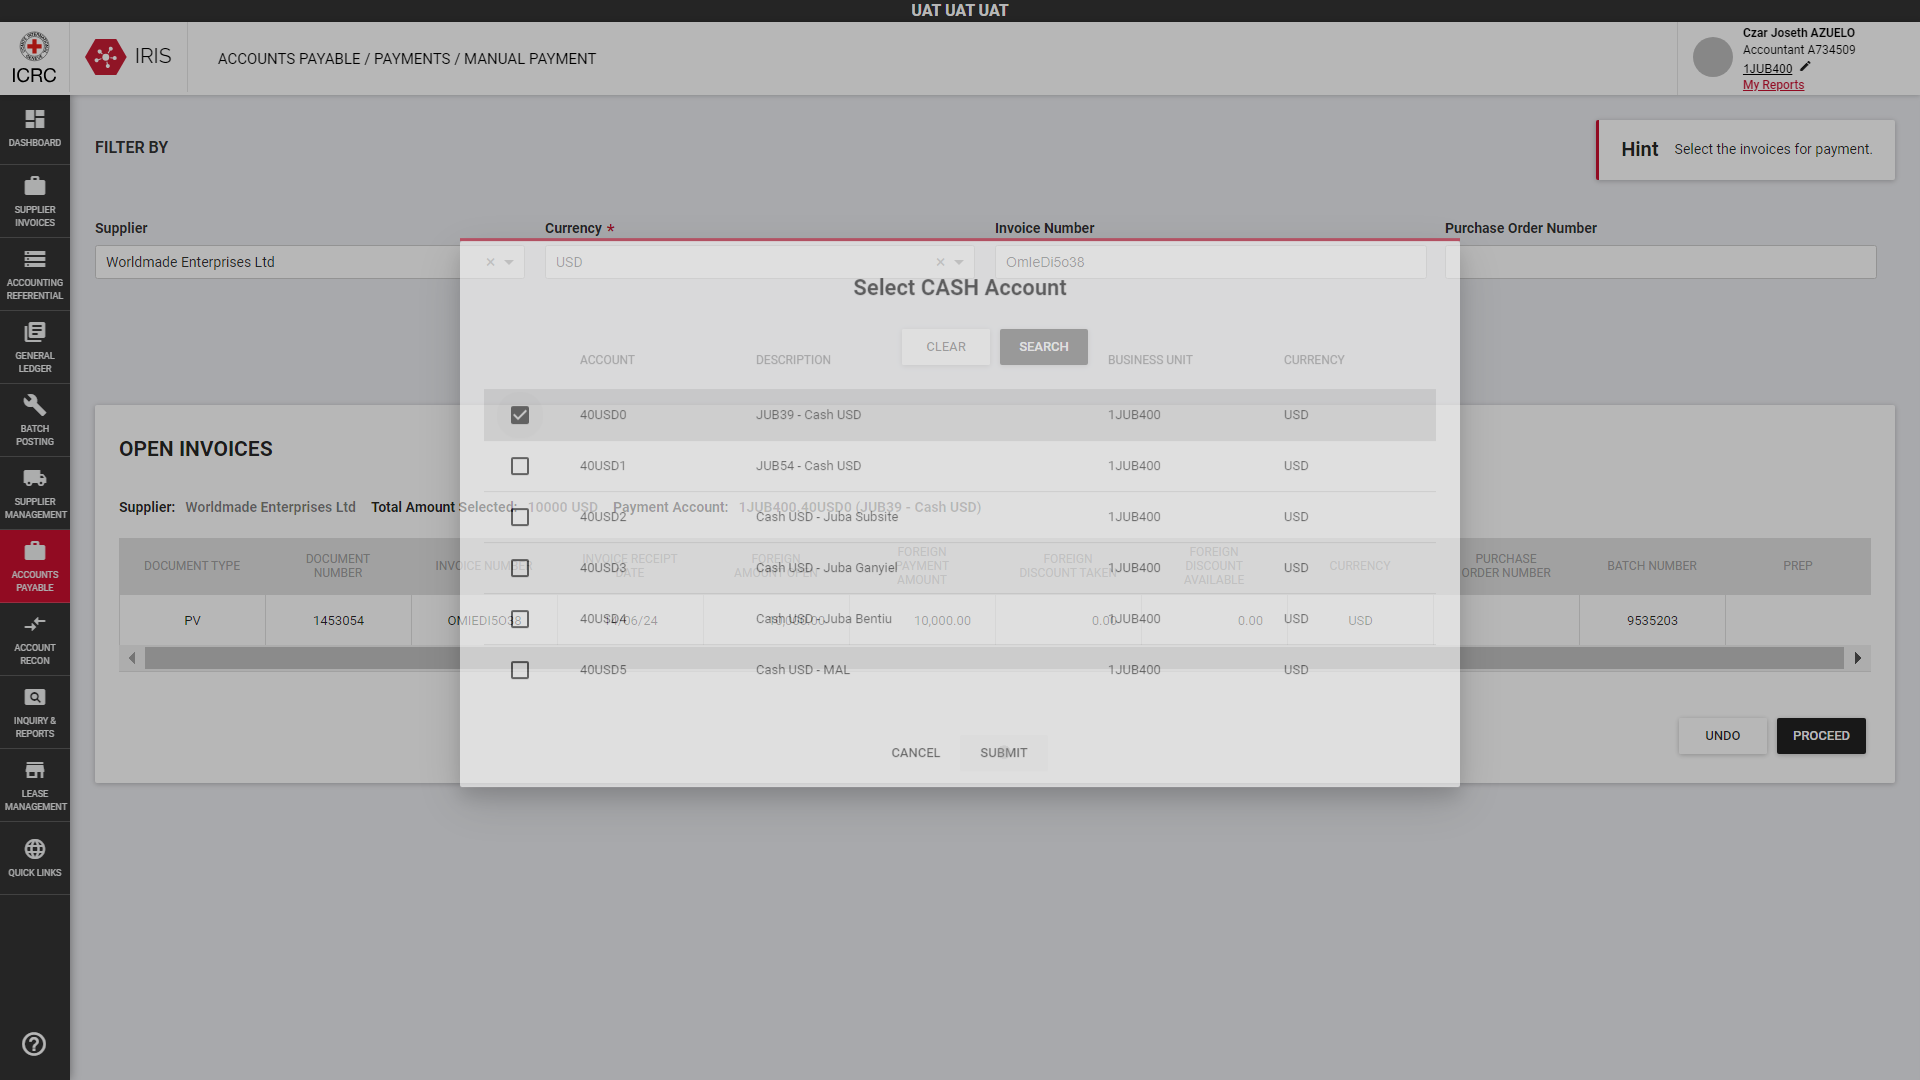 UAT UAT UAT
ICRC
IRIS
ACCOUNTS PAYABLE / PAYMENTS / MANUAL PAYMENT
Czar Joseth AZUELO
Accountant A734509
1JUB400
My Reports
DASHBOARD
SUPPLIER INVOICES
ACCOUNTING REFERENTIAL
GENERAL LEDGER
BATCH POSTING
SUPPLIER MANAGEMENT
ACCOUNTS PAYABLE
ACCOUNT RECON
INQUIRY & REPORTS
LEASE MANAGEMENT
QUICK LINKS
FILTER BY
Hint Select the invoices for payment.
Supplier Currency * Invoice Number Purchase Order Number
Worldmade Enterprises Ltd USD OmIeDi5o38
Select CASH Account
CLEAR SEARCH
ACCOUNT DESCRIPTION BUSINESS UNIT CURRENCY
40USD0 JUB39 - Cash USD 1JUB400 USD
40USD1 JUB54 - Cash USD 1JUB400 USD
40USD2 Cash USD - Juba Subsite 1JUB400 USD
40USD3 Cash USD - Juba Ganyiel 1JUB400 USD
40USD4 Cash USD - Juba Bentiu 1JUB400 USD
40USD5 Cash USD - MAL 1JUB400 USD
CANCEL SUBMIT
OPEN INVOICES
Supplier: Worldmade Enterprises Ltd Total Amount Selected: 10000 USD Payment Account: 1JUB400.40USD0 (JUB39 - Cash USD)
DOCUMENT TYPE DOCUMENT NUMBER INVOICE NUMBER INVOICE RECEIPT DATE FOREIGN AMOUNT OPEN FOREIGN PAYMENT AMOUNT FOREIGN DISCOUNT TAKEN FOREIGN DISCOUNT AVAILABLE CURRENCY PURCHASE ORDER NUMBER BATCH NUMBER PREP
PV 1453054 OMIEDI5O38 10,000.00 10,000.00 0.00 0.00 USD 9535203
UNDO PROCEED